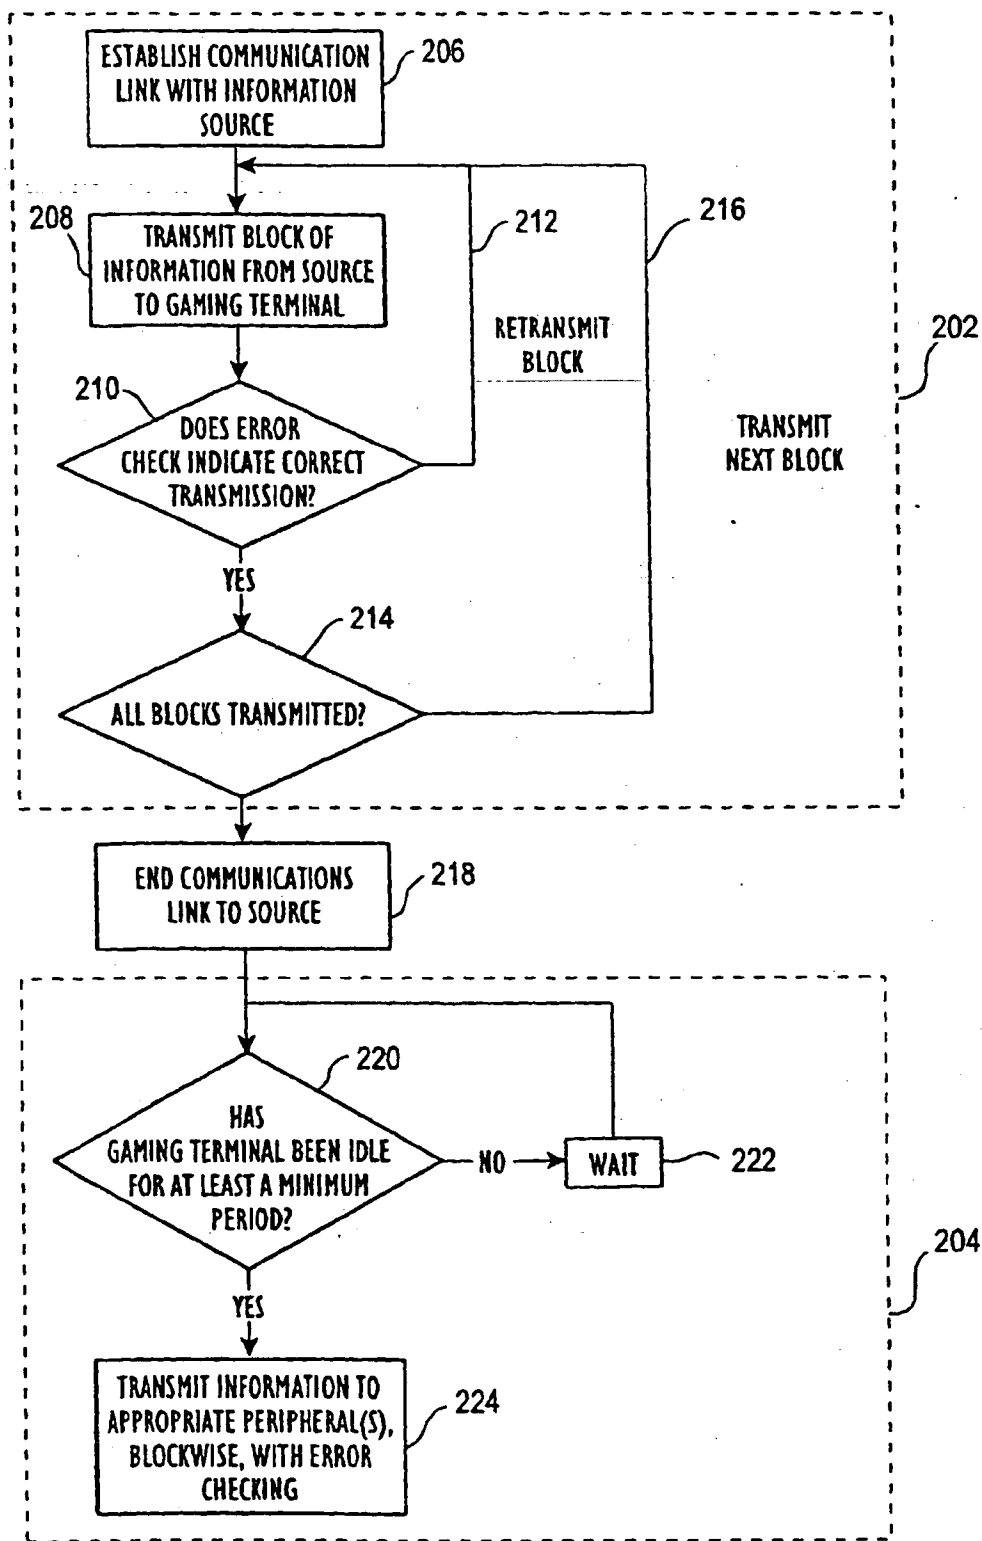 ESTABLISH COMMUNICATION
LINK WITH INFORMATION
SOURCE
206
208
TRANSMIT BLOCK OF
INFORMATION FROM SOURCE
TO GAMING TERMINAL
212
216
RETRANSMIT
BLOCK
202
210
DOES ERROR
CHECK INDICATE CORRECT
TRANSMISSION?
TRANSMIT
NEXT BLOCK
YES
214
ALL BLOCKS TRANSMITTED?
END COMMUNICATIONS
LINK TO SOURCE
218
220
HAS
GAMING TERMINAL BEEN IDLE
FOR AT LEAST A MINIMUM
PERIOD?
NO
WAIT
222
204
YES
TRANSMIT INFORMATION TO
APPROPRIATE PERIPHERAL(S),
BLOCKWISE, WITH ERROR
CHECKING
224